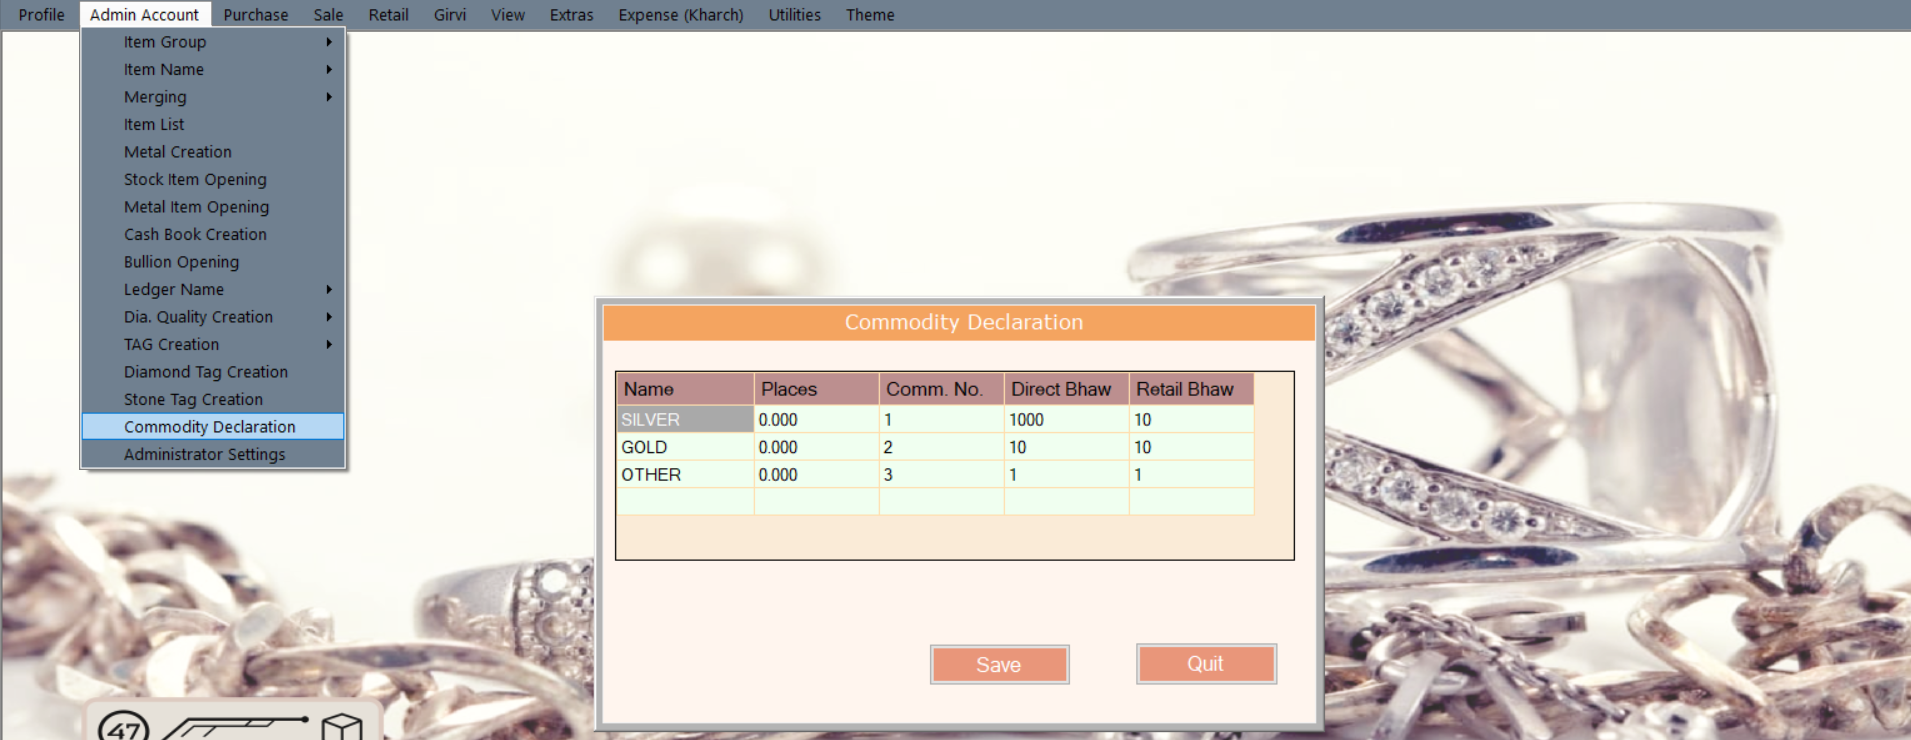 Profile Admin Account Purchase Sale Retail Girvi View Extras Expense (Kharch) Utilities Theme
Item Group
Item Name
Merging
Item List
Metal Creation
Stock Item Opening
Metal Item Opening
Cash Book Creation
Bullion Opening
Ledger Name
Dia. Quality Creation
TAG Creation
Diamond Tag Creation
Stone Tag Creation
Commodity Declaration
Administrator Settings
Commodity Declaration
Name Places Comm. No. Direct Bhaw Retail Bhaw
SILVER 0.000 1 1000 10
GOLD 0.000 2 10 10
OTHER 0.000 3 1 1
Save Quit
47